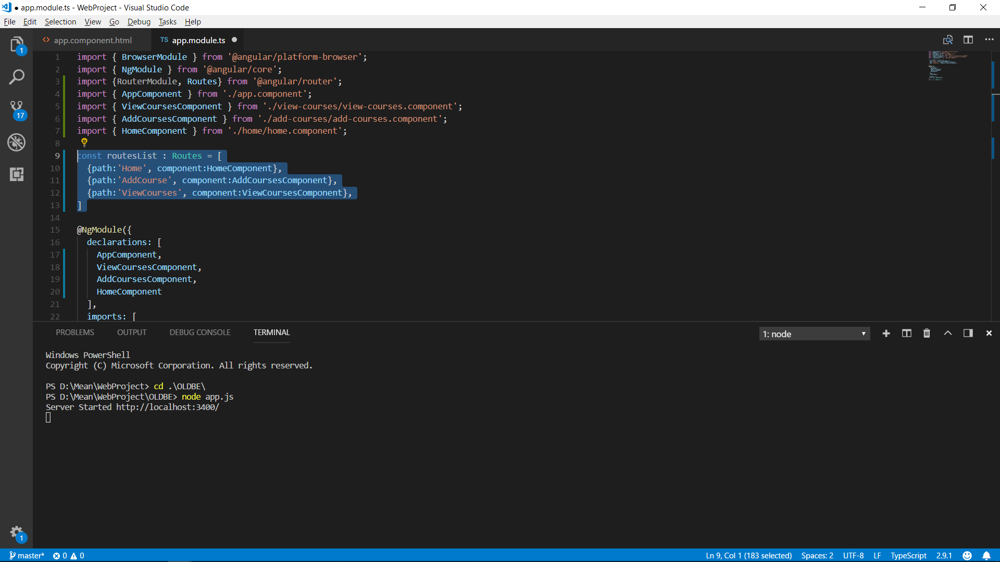 ● app.module.ts - WebProject - Visual Studio Code
File Edit Selection View Go Debug Tasks Help
<> app.component.html TS app.module.ts ●
1 import { BrowserModule } from '@angular/platform-browser';
2 import { NgModule } from '@angular/core';
3 import {RouterModule, Routes} from '@angular/router';
4 import { AppComponent } from './app.component';
5 import { ViewCoursesComponent } from './view-courses/view-courses.component';
6 import { AddCoursesComponent } from './add-courses/add-courses.component';
7 import { HomeComponent } from './home/home.component';
8
9 const routesList : Routes = [
10 {path:'Home', component:HomeComponent},
11 {path:'AddCourse', component:AddCoursesComponent},
12 {path:'ViewCourses', component:ViewCoursesComponent},
13 ]
14
15 @NgModule({
16 declarations: [
17 AppComponent,
18 ViewCoursesComponent,
19 AddCoursesComponent,
20 HomeComponent
21 ],
22 imports: [
1
17
1
PROBLEMS OUTPUT DEBUG CONSOLE TERMINAL 1: node
Windows PowerShell
Copyright (C) Microsoft Corporation. All rights reserved.
PS D:\Mean\WebProject> cd .\OLDBE\
PS D:\Mean\WebProject\OLDBE> node app.js
Server Started http://localhost:3400/
master* 0 0 Ln 9, Col 1 (183 selected) Spaces: 2 UTF-8 LF TypeScript 2.9.1